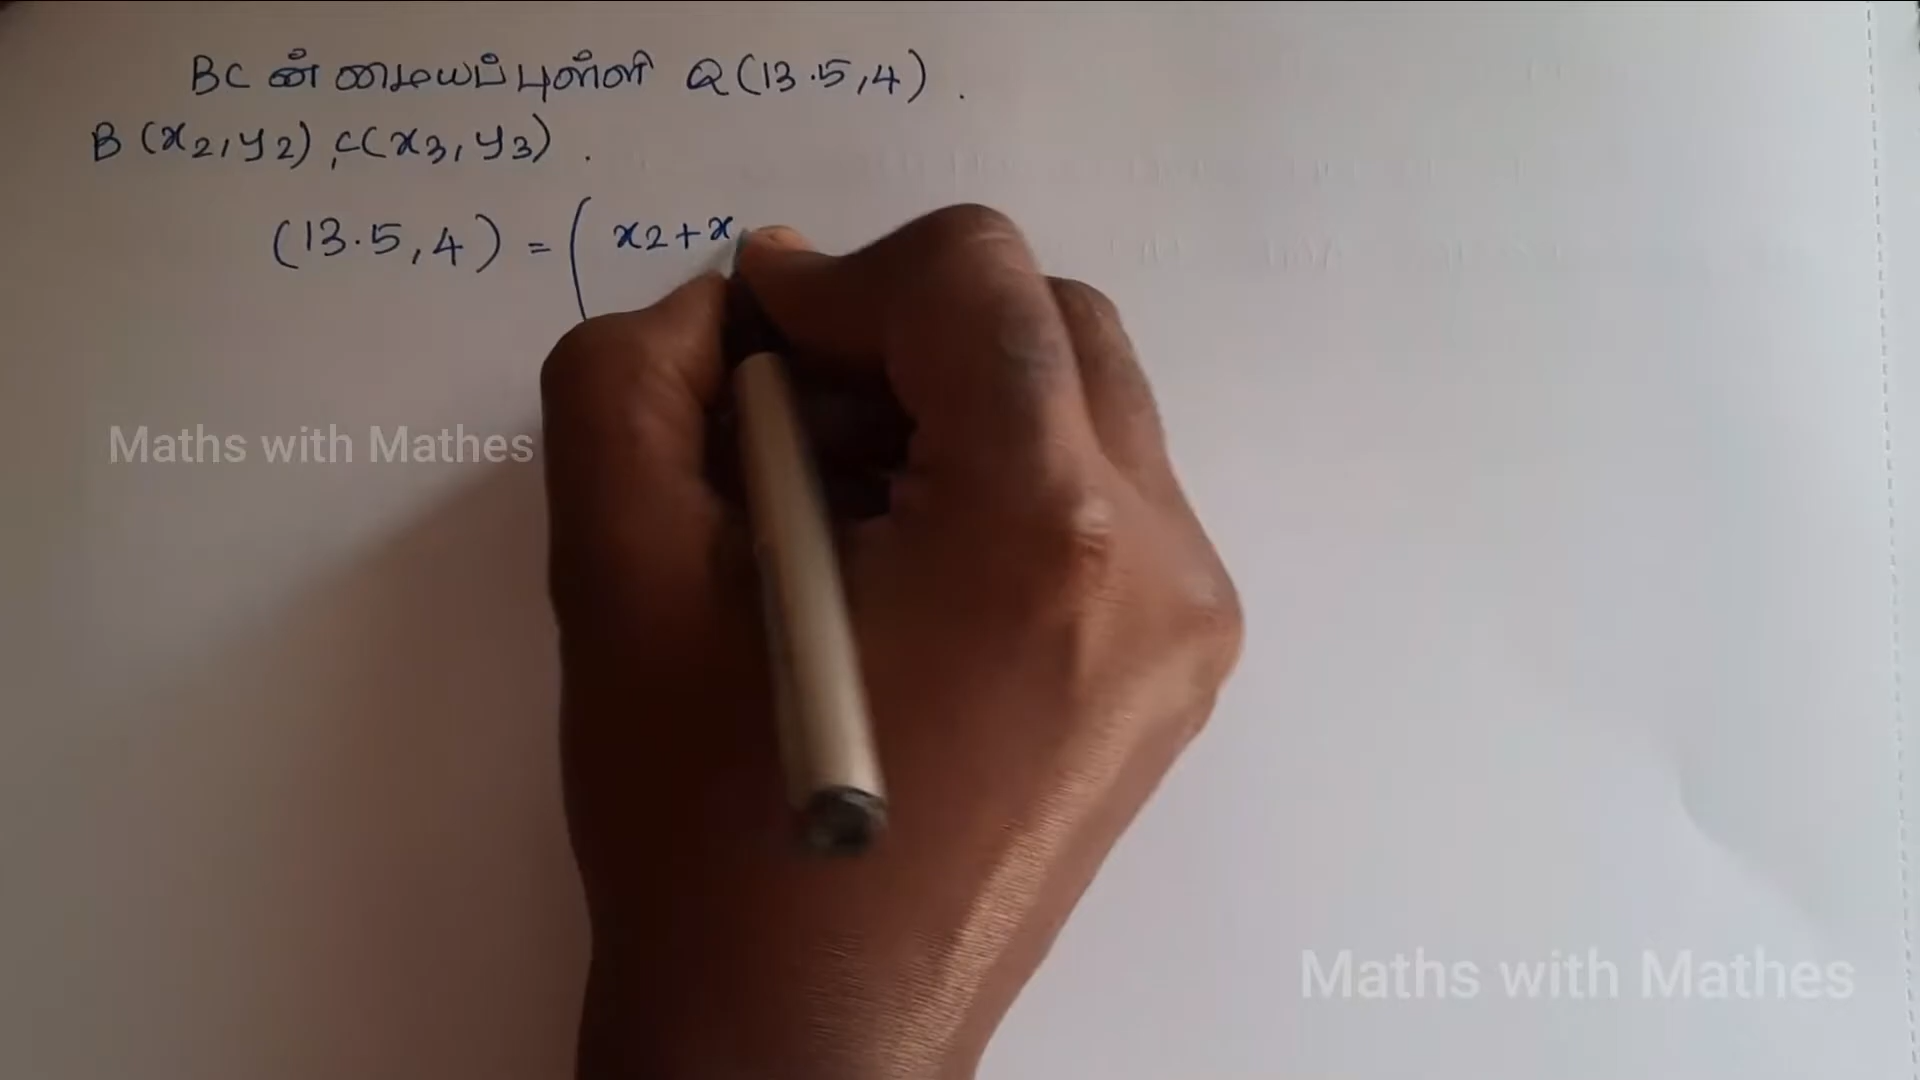 BC ன் மையப்புள்ளி Q(13.5,4).
B(x2,y2), C(x3,y3).
(13.5,4) = ( x2+x
Maths with Mathes
Maths with Mathes